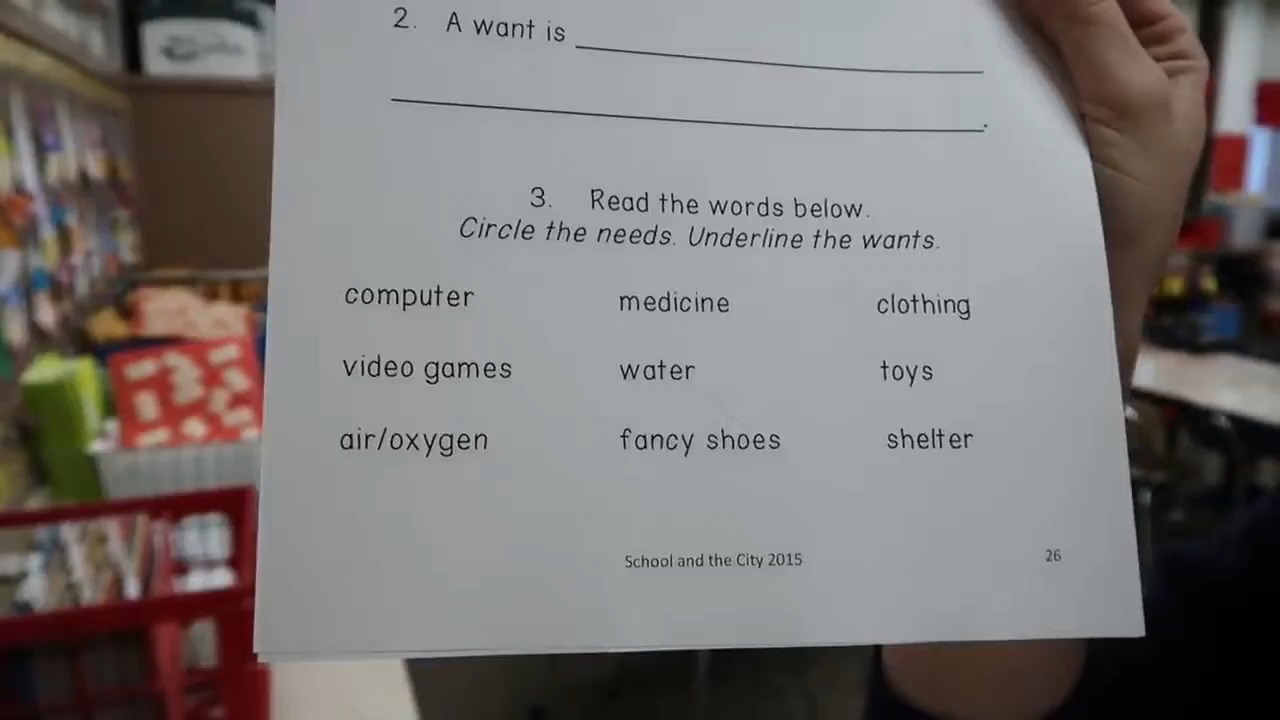 2. A want is
.
3. Read the words below.
Circle the needs. Underline the wants.
computer medicine clothing
video games water toys
air/oxygen fancy shoes shelter
School and the City 2015 26